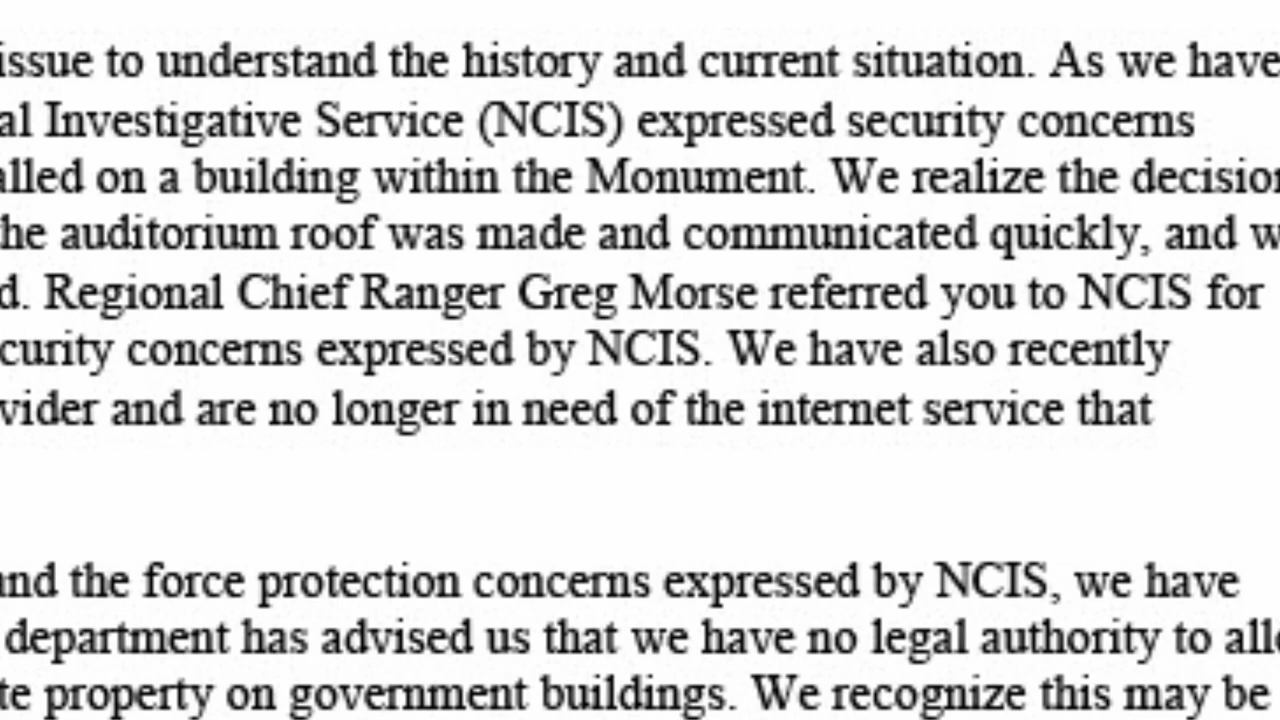 issue to understand the history and current situation. As we have
al Investigative Service (NCIS) expressed security concerns
alled on a building within the Monument. We realize the decision
he auditorium roof was made and communicated quickly, and w
d. Regional Chief Ranger Greg Morse referred you to NCIS for
curity concerns expressed by NCIS. We have also recently
vider and are no longer in need of the internet service that
and the force protection concerns expressed by NCIS, we have
department has advised us that we have no legal authority to allo
te property on government buildings. We recognize this may be